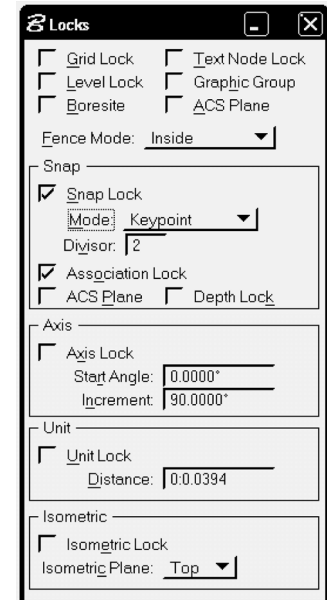 Locks
Grid Lock Text Node Lock
Level Lock Graphic Group
Boresite ACS Plane
Fence Mode: Inside
Snap
Snap Lock
Mode: Keypoint
Divisor: 2
Association Lock
ACS Plane Depth Lock
Axis
Axis Lock
Start Angle: 0.0000°
Increment: 90.0000°
Unit
Unit Lock
Distance: 0:0.0394
Isometric
Isometric Lock
Isometric Plane: Top